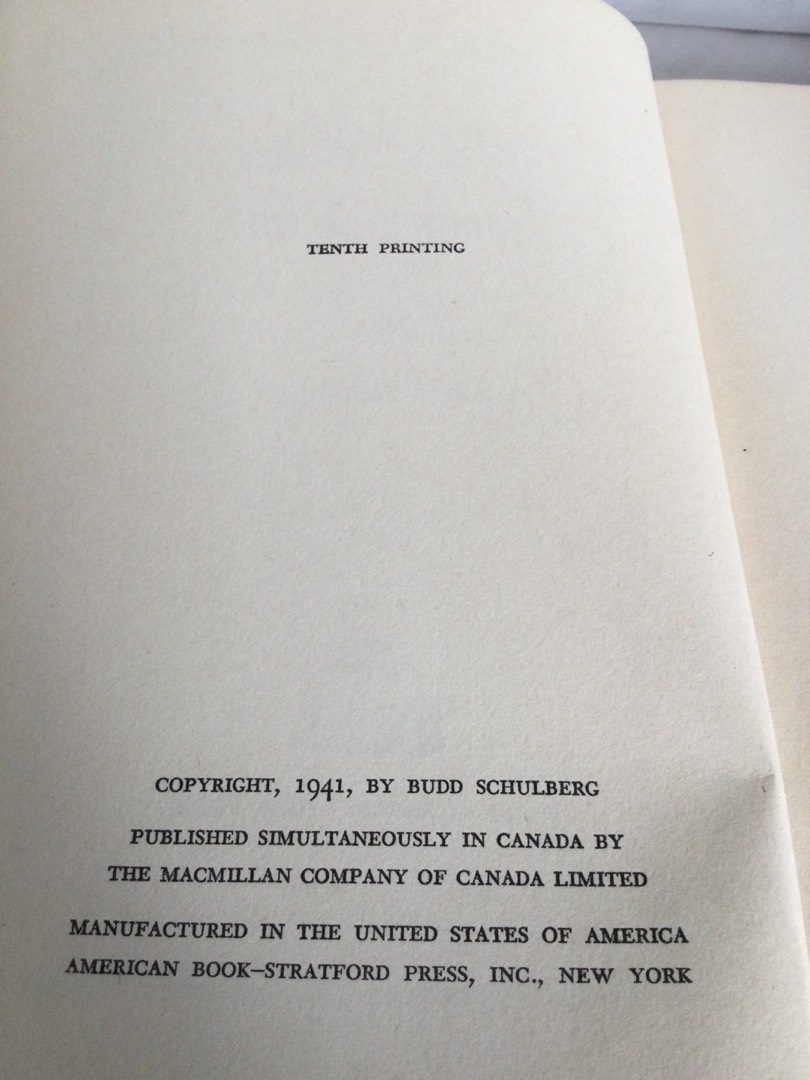 TENTH PRINTING
COPYRIGHT, 1941, BY BUDD SCHULBERG
PUBLISHED SIMULTANEOUSLY IN CANADA BY
THE MACMILLAN COMPANY OF CANADA LIMITED
MANUFACTURED IN THE UNITED STATES OF AMERICA
AMERICAN BOOK–STRATFORD PRESS, INC., NEW YORK